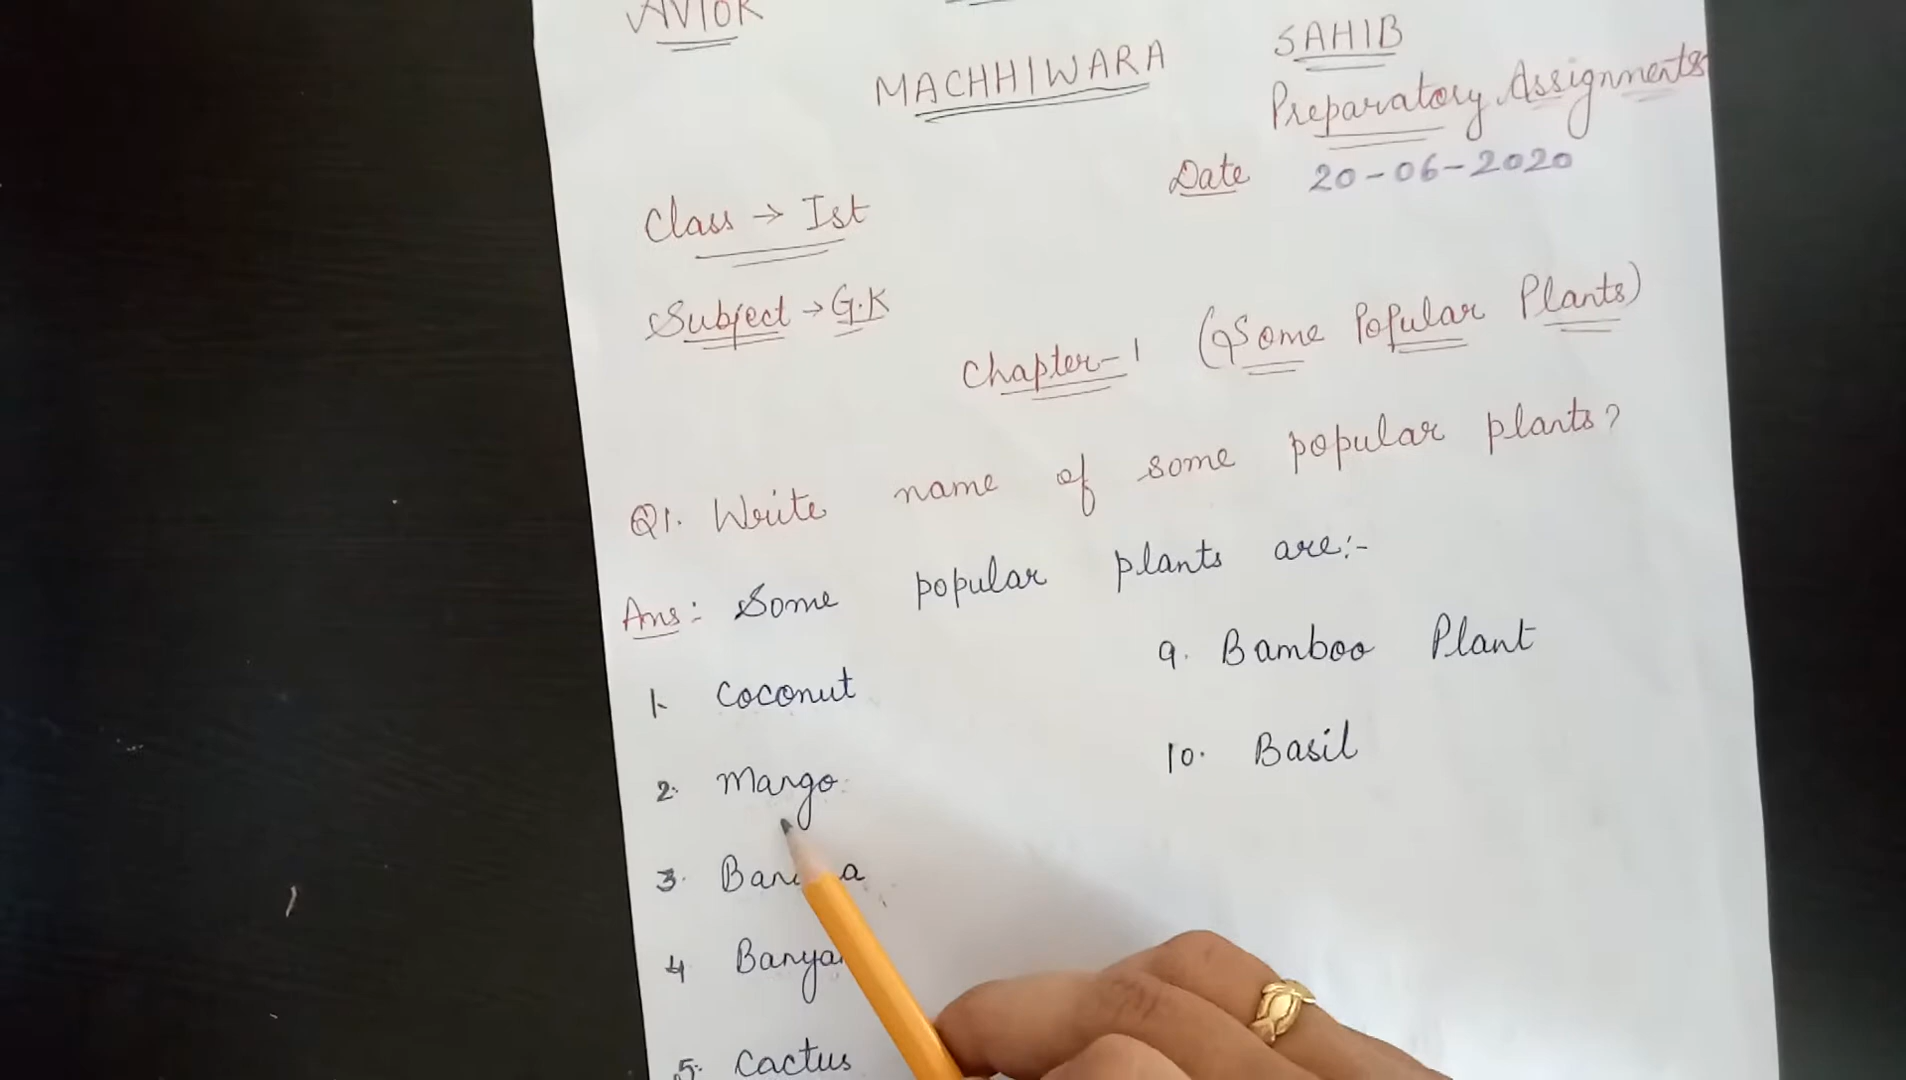 MACHHIWARA SAHIB
Preparatory Assignments
Date 20-06-2020
Class → Ist
Subject → G.K
Chapter-1 (Some Popular Plants)
Q1. Write name of some popular plants?
Ans: Some popular plants are:-
1. Coconut
2. Mango
3.
4
5. Cactus
9. Bamboo Plant
10. Basil